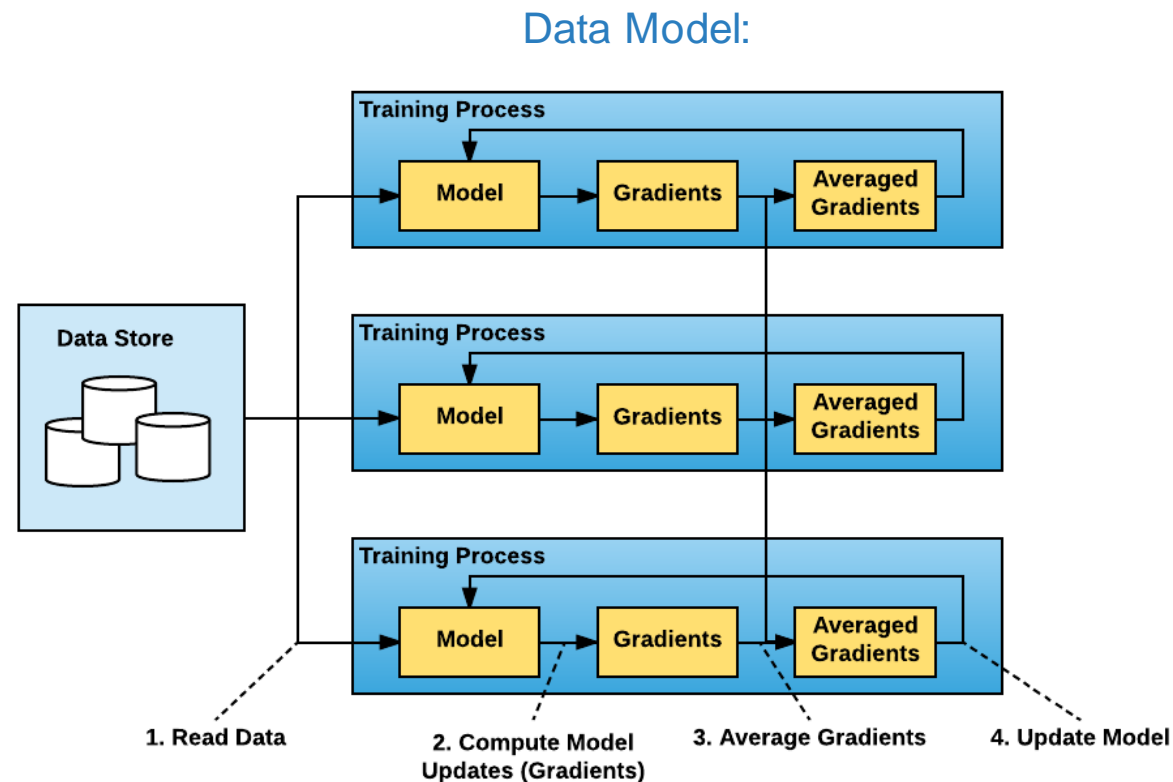 Data Model:
Training Process
Model
Gradients
Averaged
Gradients
Data Store
Training Process
Model
Gradients
Averaged
Gradients
Training Process
Model
Gradients
Averaged
Gradients
1. Read Data
2. Compute Model
Updates (Gradients)
3. Average Gradients
4. Update Model